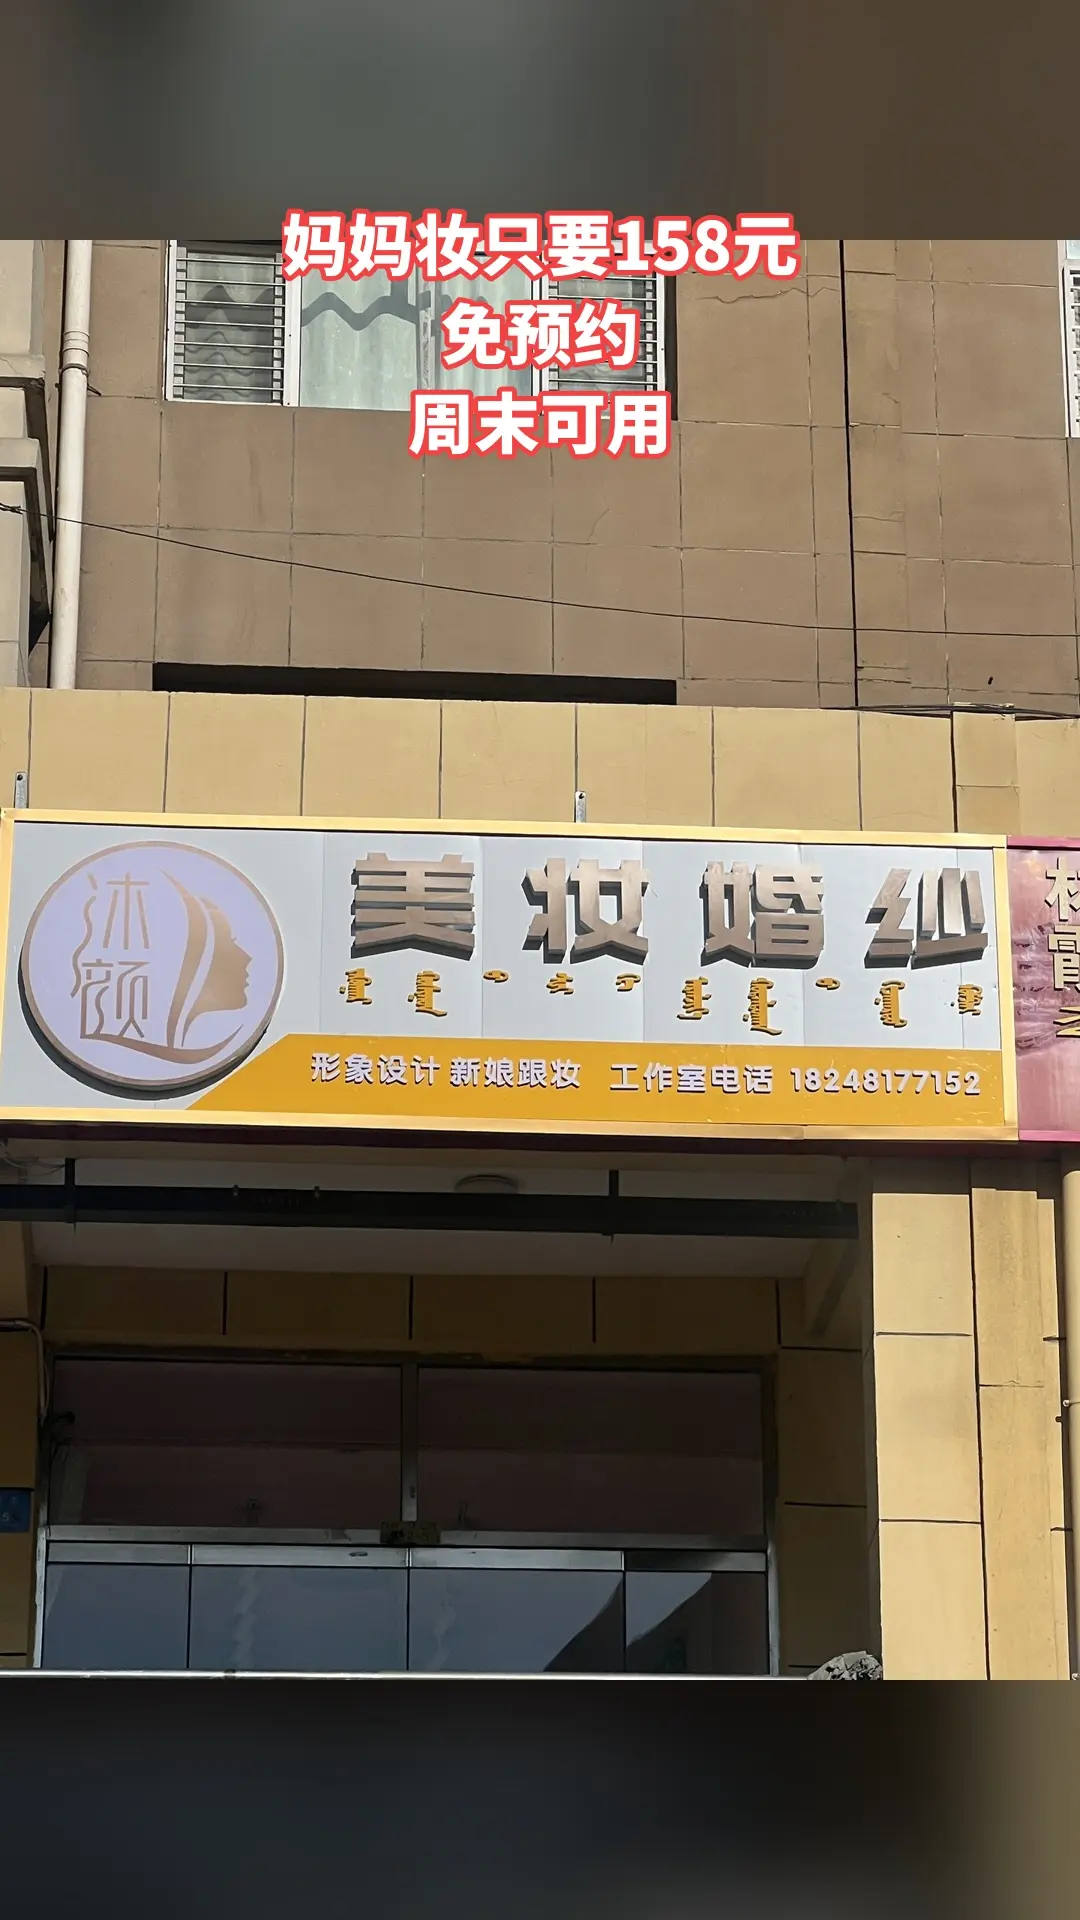 妈妈妆只要158元
免预约
周末可用
沐颜
美妆婚纱
形象设计 新娘跟妆 工作室电话 18248177152